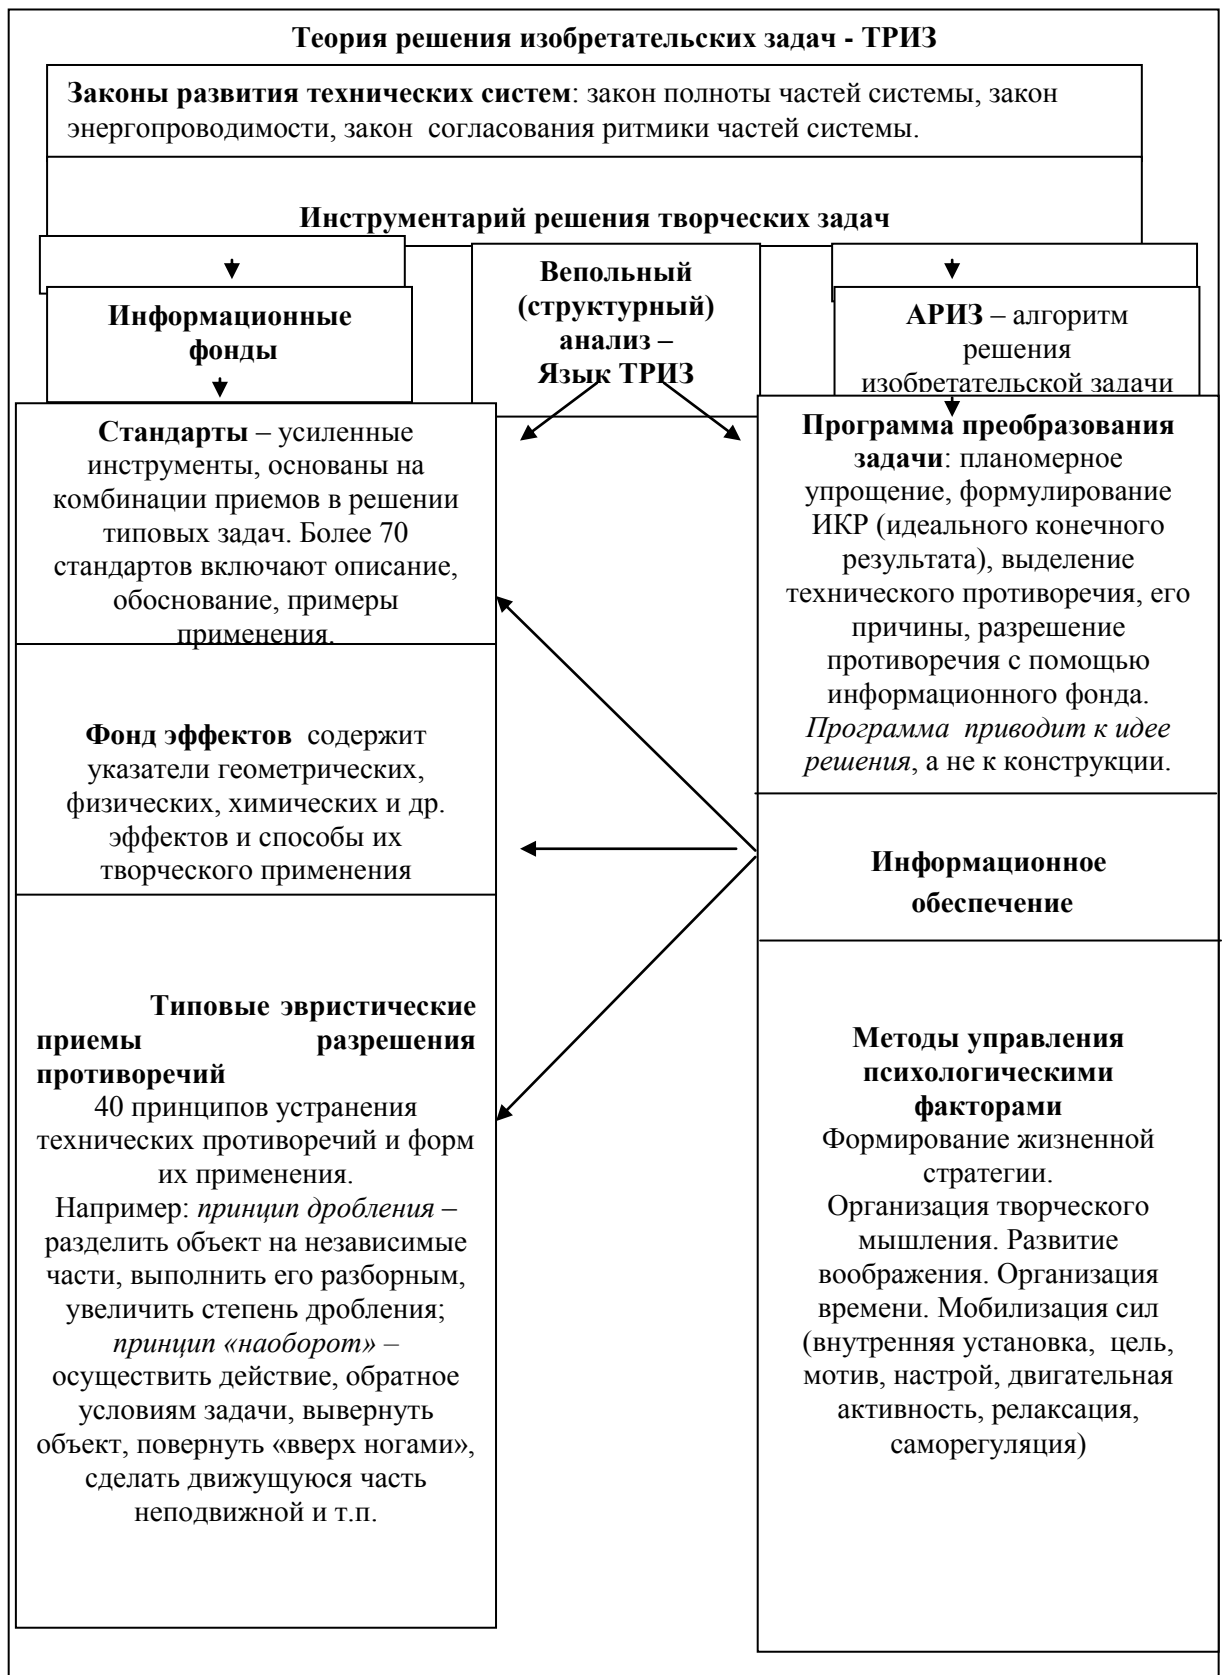 Теория решения изобретательских задач - ТРИЗ
Законы развития технических систем: закон полноты частей системы, закон
энергопроводимости, закон согласования ритмики частей системы.
Инструментарий решения творческих задач
Информационные
фонды
Вепольный
(структурный)
анализ –
Язык ТРИЗ
АРИЗ – алгоритм
решения
изобретательской задачи
Стандарты – усиленные
инструменты, основаны на
комбинации приемов в решении
типовых задач. Более 70
стандартов включают описание,
обоснование, примеры
применения.
Фонд эффектов содержит
указатели геометрических,
физических, химических и др.
эффектов и способы их
творческого применения
Типовые эвристические
приемы разрешения
противоречий
40 принципов устранения
технических противоречий и форм
их применения.
Например: принцип дробления –
разделить объект на независимые
части, выполнить его разборным,
увеличить степень дробления;
принцип «наоборот» –
осуществить действие, обратное
условиям задачи, вывернуть
объект, повернуть «вверх ногами»,
сделать движущуюся часть
неподвижной и т.п.
Программа преобразования
задачи: планомерное
упрощение, формулирование
ИКР (идеального конечного
результата), выделение
технического противоречия, его
причины, разрешение
противоречия с помощью
информационного фонда.
Программа приводит к идее
решения, а не к конструкции.
Информационное
обеспечение
Методы управления
психологическими
факторами
Формирование жизненной
стратегии.
Организация творческого
мышления. Развитие
воображения. Организация
времени. Мобилизация сил
(внутренняя установка, цель,
мотив, настрой, двигательная
активность, релаксация,
саморегуляция)